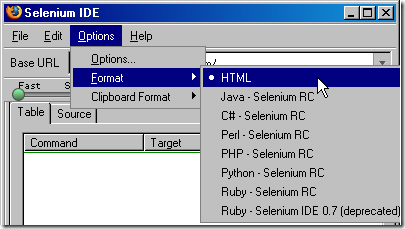 Selenium IDE
File Edit Options Help
Base URL
Options...
Fast
Format
HTML
Clipboard Format
Java - Selenium RC
Table Source
C# - Selenium RC
Command Target
Perl - Selenium RC
PHP - Selenium RC
Python - Selenium RC
Ruby - Selenium RC
Ruby - Selenium IDE 0.7 (deprecated)